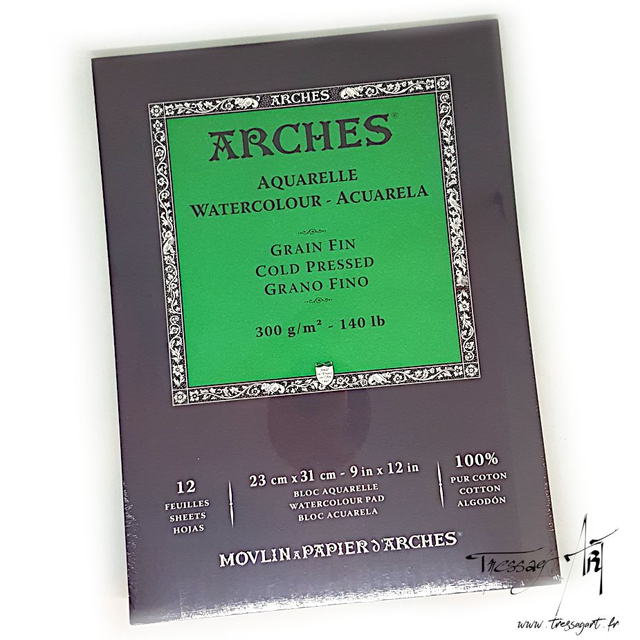 ARCHES
ARCHES®
AQUARELLE
WATERCOLOUR - ACUARELA
GRAIN FIN
COLD PRESSED
GRANO FINO
300 g/m² - 140 lb
12
FEUILLES
SHEETS
HOJAS
23 cm x 31 cm - 9 in x 12 in
BLOC AQUARELLE
WATERCOLOUR PAD
BLOC ACUARELA
100%
PUR COTON
COTTON
ALGODÓN
MOVLIN A PAPIER D'ARCHES®
Tressag'Art
www.tressagart.fr